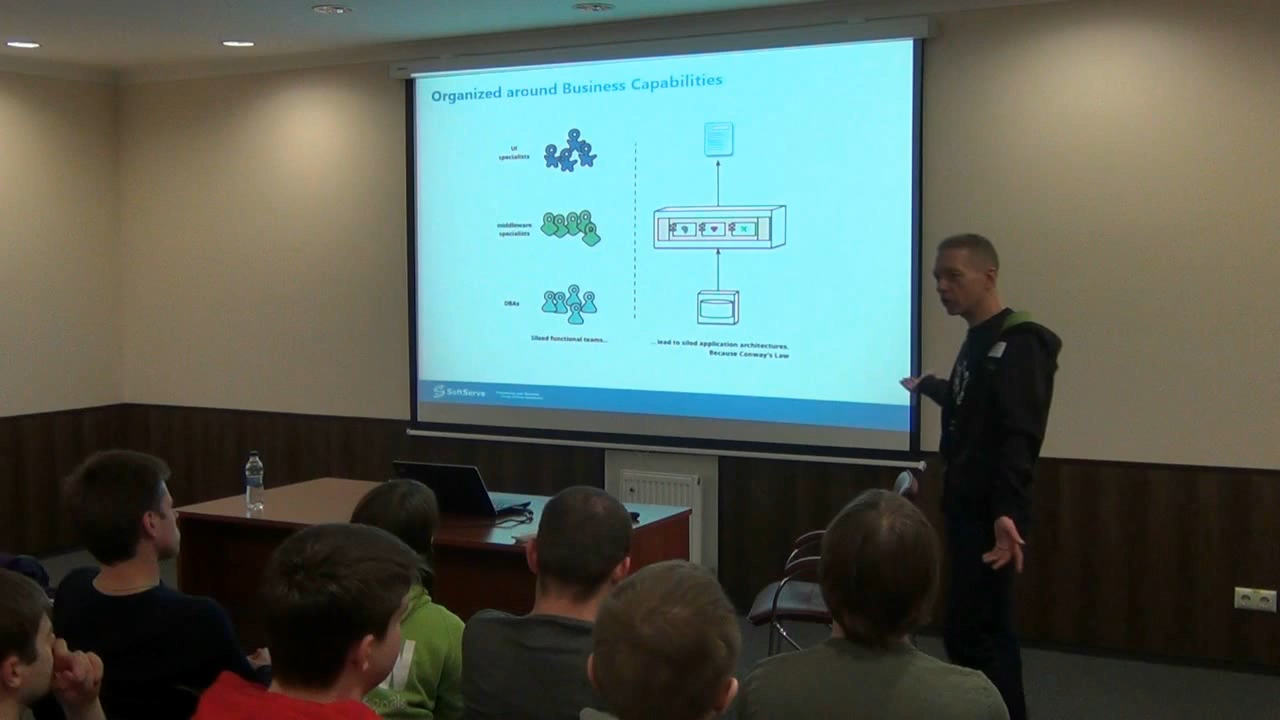 Organized around Business Capabilities
UI
specialists
middleware
specialists
DBAs
Siloed functional teams...
... lead to silod application architectures.
Because Conway's Law
SoftServe